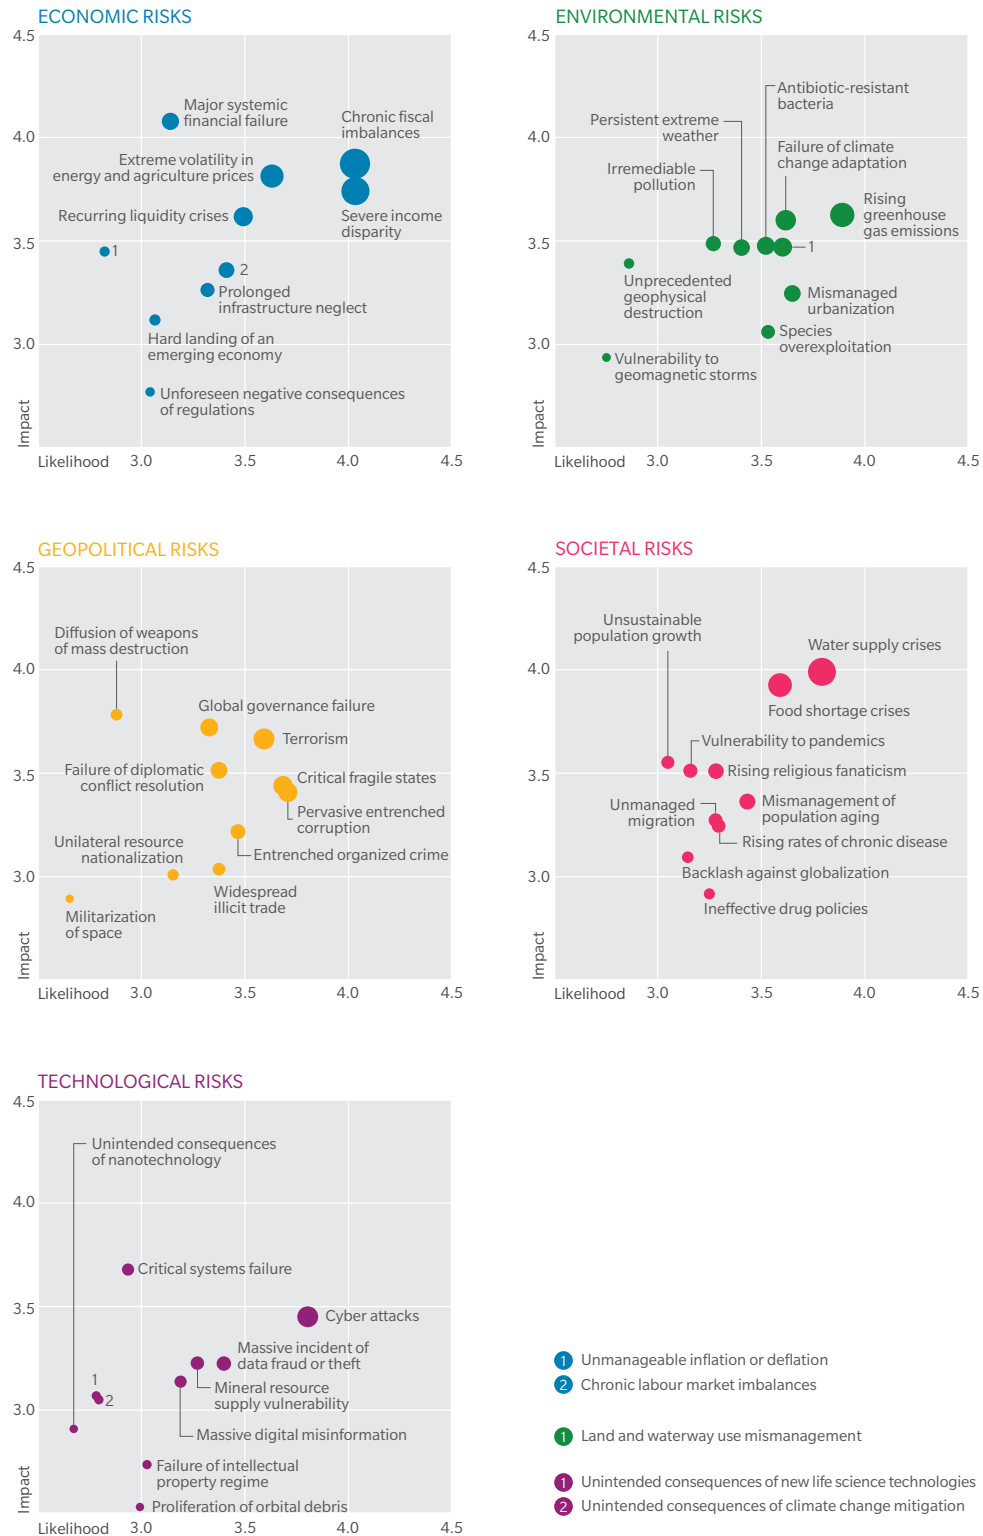 ECONOMIC RISKS
4.5
Major systemic
financial failure
Chronic fiscal
imbalances
4.0
Extreme volatility in
energy and agriculture prices
Recurring liquidity crises
Severe income
disparity
3.5
1
2
Prolonged
infrastructure neglect
Hard landing of an
emerging economy
3.0
Unforeseen negative consequences
of regulations
Impact
Likelihood
3.0
3.5
4.0
4.5
ENVIRONMENTAL RISKS
4.5
Antibiotic-resistant
bacteria
Persistent extreme
weather
4.0
Failure of climate
change adaptation
Irremediable
pollution
Rising
greenhouse
gas emissions
3.5
1
Unprecedented
geophysical
destruction
Mismanaged
urbanization
Species
overexploitation
3.0
Vulnerability to
geomagnetic storms
Impact
Likelihood
3.0
3.5
4.0
4.5
GEOPOLITICAL RISKS
4.5
Diffusion of weapons
of mass destruction
4.0
Global governance failure
Terrorism
Failure of diplomatic
conflict resolution
3.5
Critical fragile states
Pervasive entrenched
corruption
Unilateral resource
nationalization
Entrenched organized crime
3.0
Widespread
illicit trade
Militarization
of space
Impact
Likelihood
3.0
3.5
4.0
4.5
SOCIETAL RISKS
4.5
Unsustainable
population growth
Water supply crises
4.0
Food shortage crises
Vulnerability to pandemics
3.5
Rising religious fanaticism
Unmanaged
migration
Mismanagement of
population aging
Rising rates of chronic disease
Backlash against globalization
3.0
Ineffective drug policies
Impact
Likelihood
3.0
3.5
4.0
4.5
TECHNOLOGICAL RISKS
4.5
Unintended consequences
of nanotechnology
4.0
Critical systems failure
3.5
Cyber attacks
Massive incident of
data fraud or theft
1
2
Mineral resource
supply vulnerability
3.0
Massive digital misinformation
Failure of intellectual
property regime
Proliferation of orbital debris
Impact
Likelihood
3.0
3.5
4.0
4.5
1 Unmanageable inflation or deflation
2 Chronic labour market imbalances
1 Land and waterway use mismanagement
1 Unintended consequences of new life science technologies
2 Unintended consequences of climate change mitigation